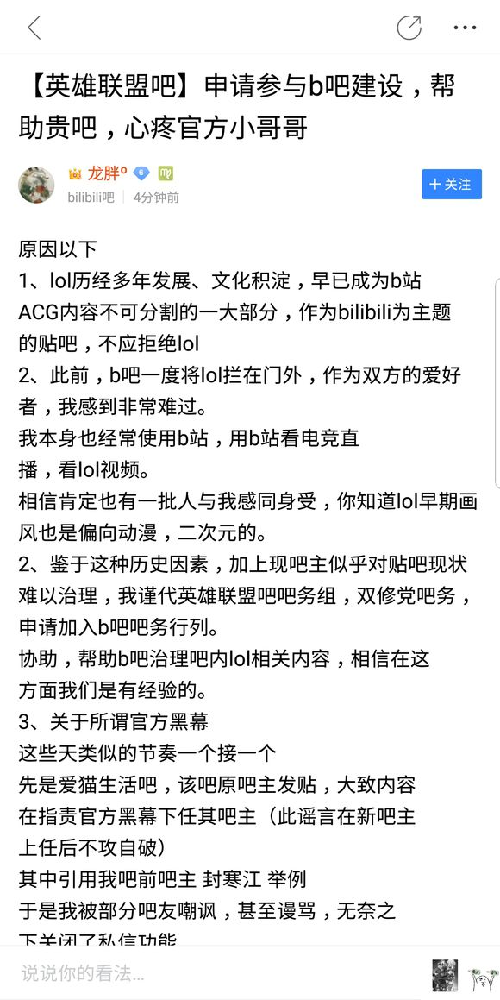 【英雄联盟吧】申请参与b吧建设，帮
助贵吧，心疼官方小哥哥
龙胖º 6
+ 关注
bilibili吧 | 4分钟前
原因以下
1、lol历经多年发展、文化积淀，早已成为b站
ACG内容不可分割的一大部分，作为bilibili为主题
的贴吧，不应拒绝lol
2、此前，b吧一度将lol拦在门外，作为双方的爱好
者，我感到非常难过。
我本身也经常使用b站，用b站看电竞直
播，看lol视频。
相信肯定也有一批人与我感同身受，你知道lol早期画
风也是偏向动漫，二次元的。
2、鉴于这种历史因素，加上现吧主似乎对贴吧现状
难以治理，我谨代英雄联盟吧吧务组，双修党吧务，
申请加入b吧吧务行列。
协助，帮助b吧治理吧内lol相关内容，相信在这
方面我们是有经验的。
3、关于所谓官方黑幕
这些天类似的节奏一个接一个
先是爱猫生活吧，该吧原吧主发贴，大致内容
在指责官方黑幕下任其吧主（此谣言在新吧主
上任后不攻自破）
其中引用我吧前吧主 封寒江 举例
于是我被部分吧友嘲讽，甚至谩骂，无奈之
下关闭了私信功能
说说你的看法...